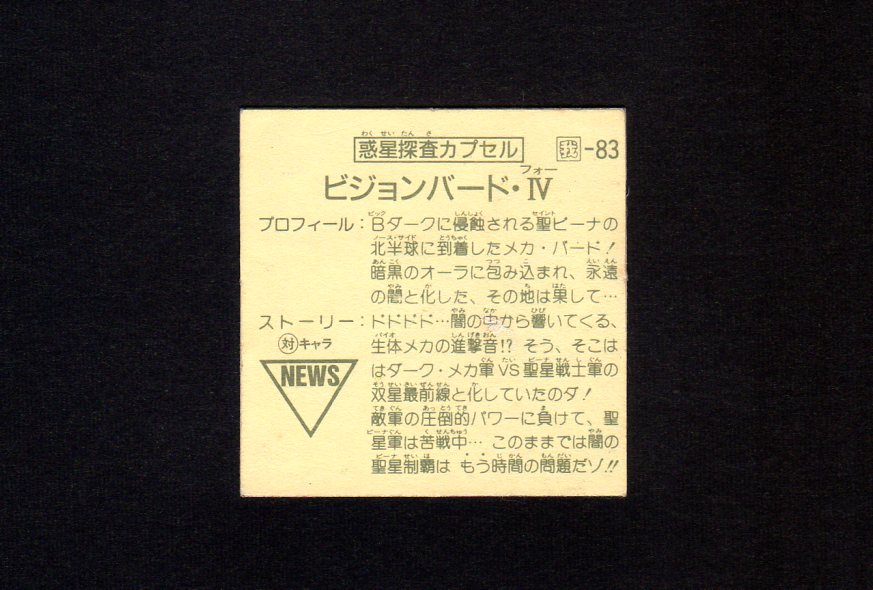 惑星探査カプセル 我-83
ビジョンバード・Ⅳ
プロフィール：Bダークに侵蝕される聖ビーナの
北半球に到着したメカ・バード！
暗黒のオーラに包み込まれ、永遠
の闇と化した、その地は果して…
ストーリー：ドドドド…闇の中から響いてくる、
対キャラ 生体メカの進撃音!? そう、そこは
NEWS はダーク・メカ軍VS聖星戦士軍の
双星最前線と化していたのダ！
敵軍の圧倒的パワーに負けて、聖
星軍は苦戦中… このままでは闇の
聖星制覇は もう時間の問題だゾ!!